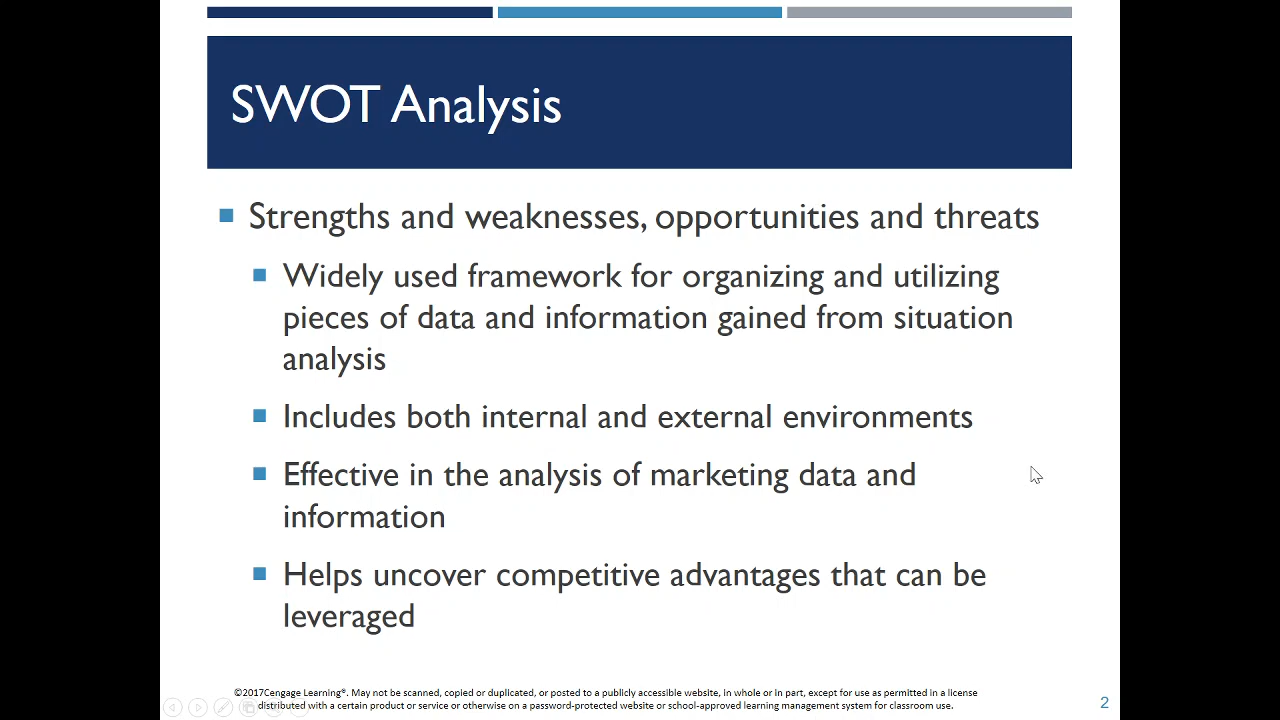 SWOT Analysis
Strengths and weaknesses, opportunities and threats
Widely used framework for organizing and utilizing
pieces of data and information gained from situation
analysis
Includes both internal and external environments
Effective in the analysis of marketing data and
information
Helps uncover competitive advantages that can be
leveraged
©2017Cengage Learning®. May not be scanned, copied or duplicated, or posted to a publicly accessible website, in whole or in part, except for use as permitted in a license
distributed with a certain product or service or otherwise on a password-protected website or school-approved learning management system for classroom use.
2